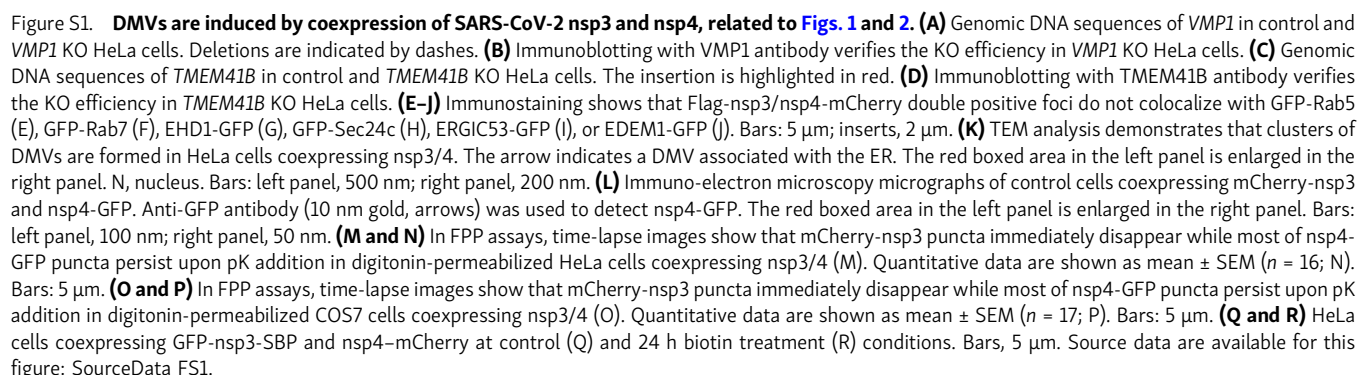 Figure S1. DMVs are induced by coexpression of SARS-CoV-2 nsp3 and nsp4, related to Figs. 1 and 2. (A) Genomic DNA sequences of VMP1 in control and
VMP1 KO HeLa cells. Deletions are indicated by dashes. (B) Immunoblotting with VMP1 antibody verifies the KO efficiency in VMP1 KO HeLa cells. (C) Genomic
DNA sequences of TMEM41B in control and TMEM41B KO HeLa cells. The insertion is highlighted in red. (D) Immunoblotting with TMEM41B antibody verifies
the KO efficiency in TMEM41B KO HeLa cells. (E–J) Immunostaining shows that Flag-nsp3/nsp4-mCherry double positive foci do not colocalize with GFP-Rab5
(E), GFP-Rab7 (F), EHD1-GFP (G), GFP-Sec24c (H), ERGIC53-GFP (I), or EDEM1-GFP (J). Bars: 5 μm; inserts, 2 μm. (K) TEM analysis demonstrates that clusters of
DMVs are formed in HeLa cells coexpressing nsp3/4. The arrow indicates a DMV associated with the ER. The red boxed area in the left panel is enlarged in the
right panel. N, nucleus. Bars: left panel, 500 nm; right panel, 200 nm. (L) Immuno-electron microscopy micrographs of control cells coexpressing mCherry-nsp3
and nsp4-GFP. Anti-GFP antibody (10 nm gold, arrows) was used to detect nsp4-GFP. The red boxed area in the left panel is enlarged in the right panel. Bars:
left panel, 100 nm; right panel, 50 nm. (M and N) In FPP assays, time-lapse images show that mCherry-nsp3 puncta immediately disappear while most of nsp4-
GFP puncta persist upon pK addition in digitonin-permeabilized HeLa cells coexpressing nsp3/4 (M). Quantitative data are shown as mean ± SEM (n = 16; N).
Bars: 5 μm. (O and P) In FPP assays, time-lapse images show that mCherry-nsp3 puncta immediately disappear while most of nsp4-GFP puncta persist upon pK
addition in digitonin-permeabilized COS7 cells coexpressing nsp3/4 (O). Quantitative data are shown as mean ± SEM (n = 17; P). Bars: 5 μm. (Q and R) HeLa
cells coexpressing GFP-nsp3-SBP and nsp4–mCherry at control (Q) and 24 h biotin treatment (R) conditions. Bars, 5 μm. Source data are available for this
figure: SourceData FS1.